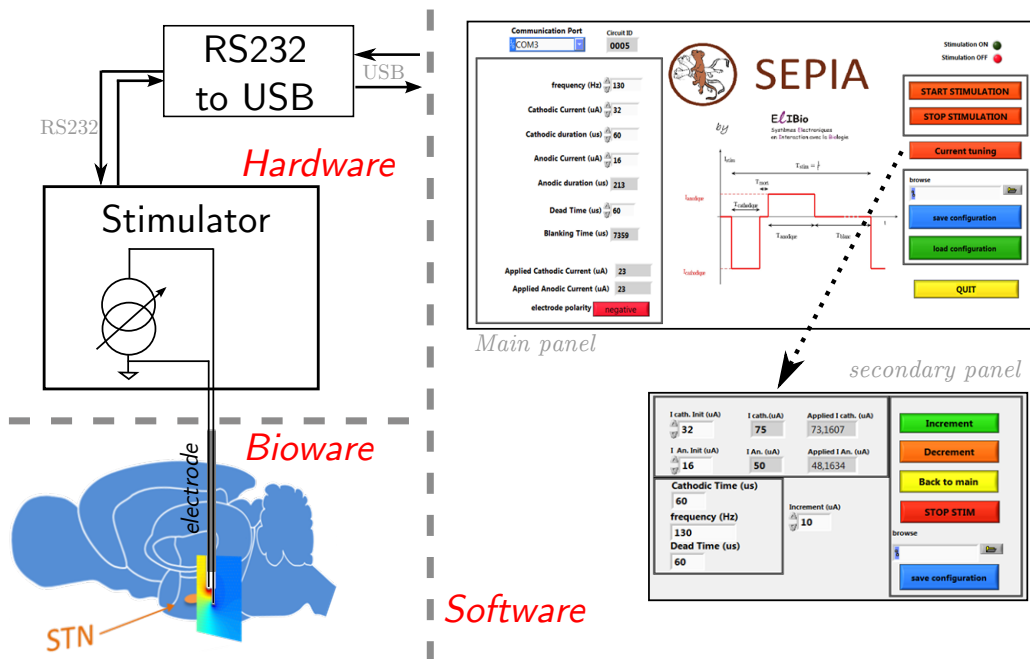 RS232
to USB
USB
RS232
Hardware
Stimulator
Bioware
electrode
STN
Software
Communication Port
COM3
Circuit ID
0005
frequency (Hz) 130
Cathodic Current (uA) 32
Cathodic duration (us) 60
Anodic Current (uA) 16
Anodic duration (us) 213
Dead Time (us) 60
Blanking Time (us) 7359
Applied Cathodic Current (uA) 23
Applied Anodic Current (uA) 23
electrode polarity negative
SEPIA
by
ELIBio
Systèmes Electroniques
en Interaction avec la Biologie
Tmort
Tcathodique
Tanodique
Tblanc
Ianodique
Icathodique
t
Stimulation ON
Stimulation OFF
START STIMULATION
STOP STIMULATION
Current tuning
browse
save configuration
load configuration
QUIT
Main panel
secondary panel
I cath. Init (uA) I cath.(uA) Applied I cath. (uA)
32 75 73,1607
I An. Init (uA) I An. (uA) Applied I An. (uA)
16 50 48,1634
Cathodic Time (us)
60
frequency (Hz)
130
Dead Time (us)
60
Increment (uA)
10
Increment
Decrement
Back to main
STOP STIM
browse
save configuration